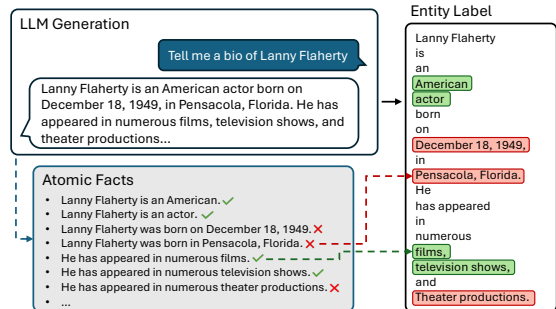 LLM Generation
Tell me a bio of Lanny Flaherty
Lanny Flaherty is an American actor born on
December 18, 1949, in Pensacola, Florida. He has
appeared in numerous films, television shows, and
theater productions...
Atomic Facts
• Lanny Flaherty is an American.
• Lanny Flaherty is an actor.
• Lanny Flaherty was born on December 18, 1949.
• Lanny Flaherty was born in Pensacola, Florida.
• He has appeared in numerous films.
• He has appeared in numerous television shows.
• He has appeared in numerous theater productions.
• ...
Entity Label
Lanny Flaherty
is
an
American
actor
born
on
December 18, 1949,
in
Pensacola, Florida.
He
has appeared
in
numerous
films,
television shows,
and
Theater productions.